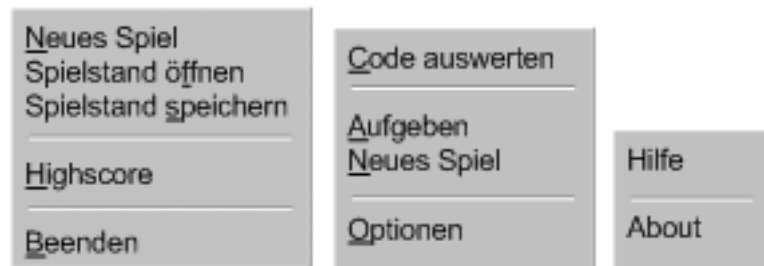 Neues Spiel
Spielstand öffnen
Spielstand speichern
Highscore
Beenden
Code auswerten
Aufgeben
Neues Spiel
Optionen
Hilfe
About